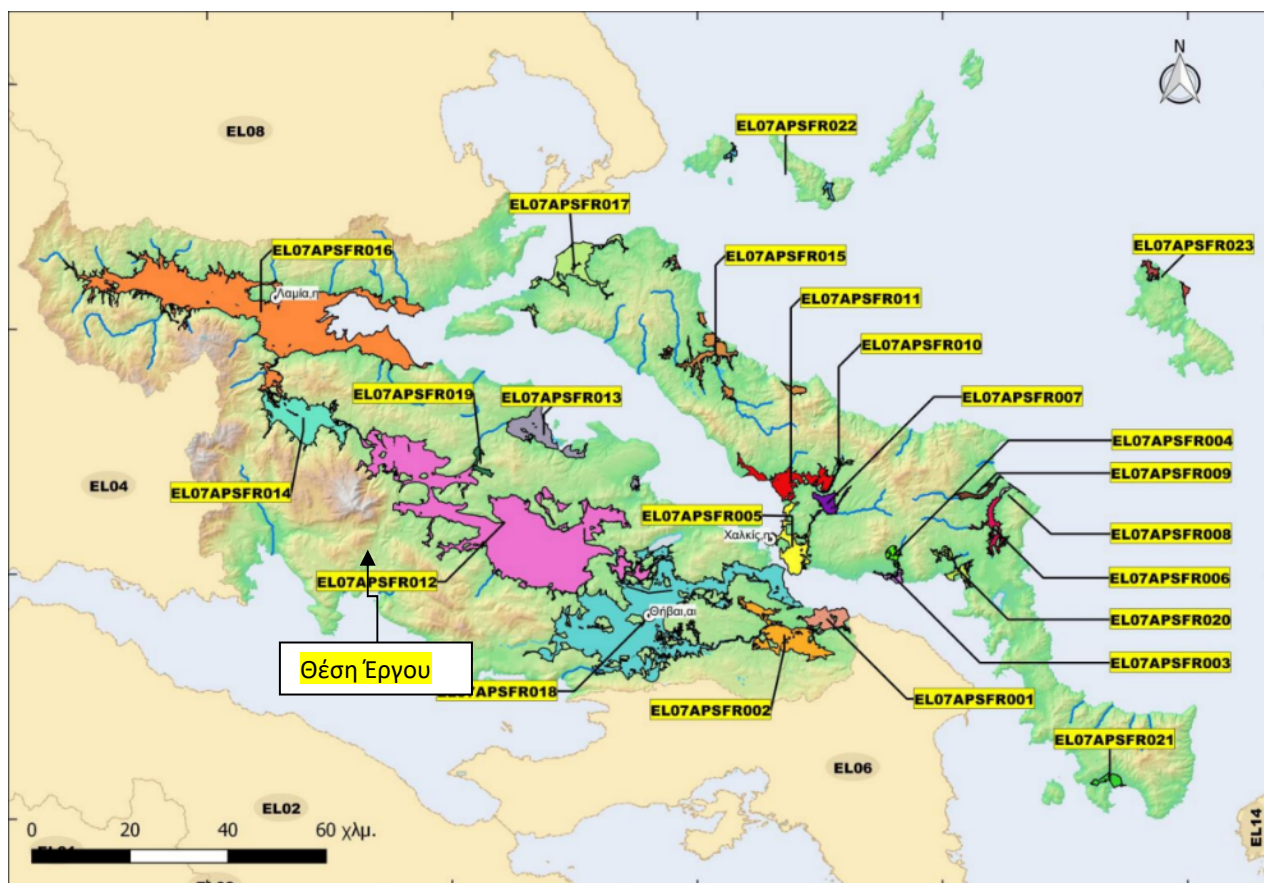 N
EL08
EL07APSFR022
EL07APSFR017
EL07APSFR016
EL07APSFR015
EL07APSFR023
Λαμία,η
EL07APSFR011
EL07APSFR010
EL07APSFR019
EL07APSFR013
EL07APSFR007
EL07APSFR004
EL07APSFR009
EL04
EL07APSFR014
EL07APSFR005
Χαλκίς,η
EL07APSFR008
EL07APSFR012
EL07APSFR006
Θήβαι,αι
EL07APSFR020
Θέση Έργου
EL07APSFR003
EL07APSFR018
EL07APSFR002
EL07APSFR001
EL07APSFR021
EL06
EL02
EL14
0 20 40 60 χλμ.